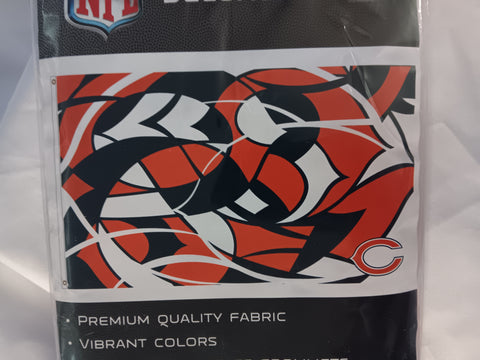 NFL
C
• PREMIUM QUALITY FABRIC
• VIBRANT COLORS